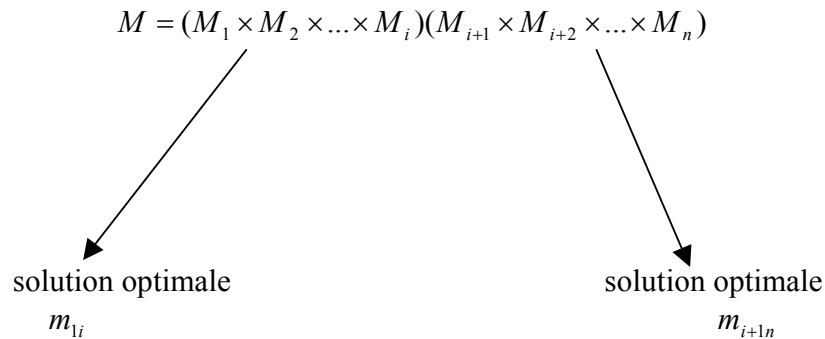 M = (M₁ × M₂ × ... × Mᵢ)(Mᵢ₊₁ × Mᵢ₊₂ × ... × Mₙ)
solution optimale solution optimale
m₁ᵢ mᵢ₊₁ₙ